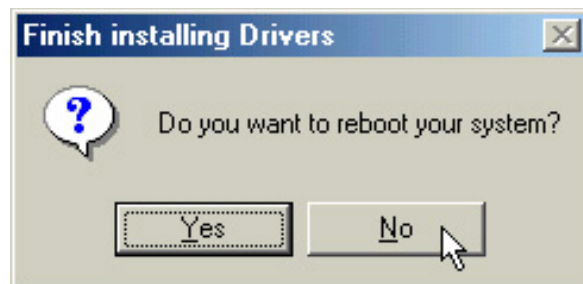 Finish installing Drivers
Do you want to reboot your system?
Yes No